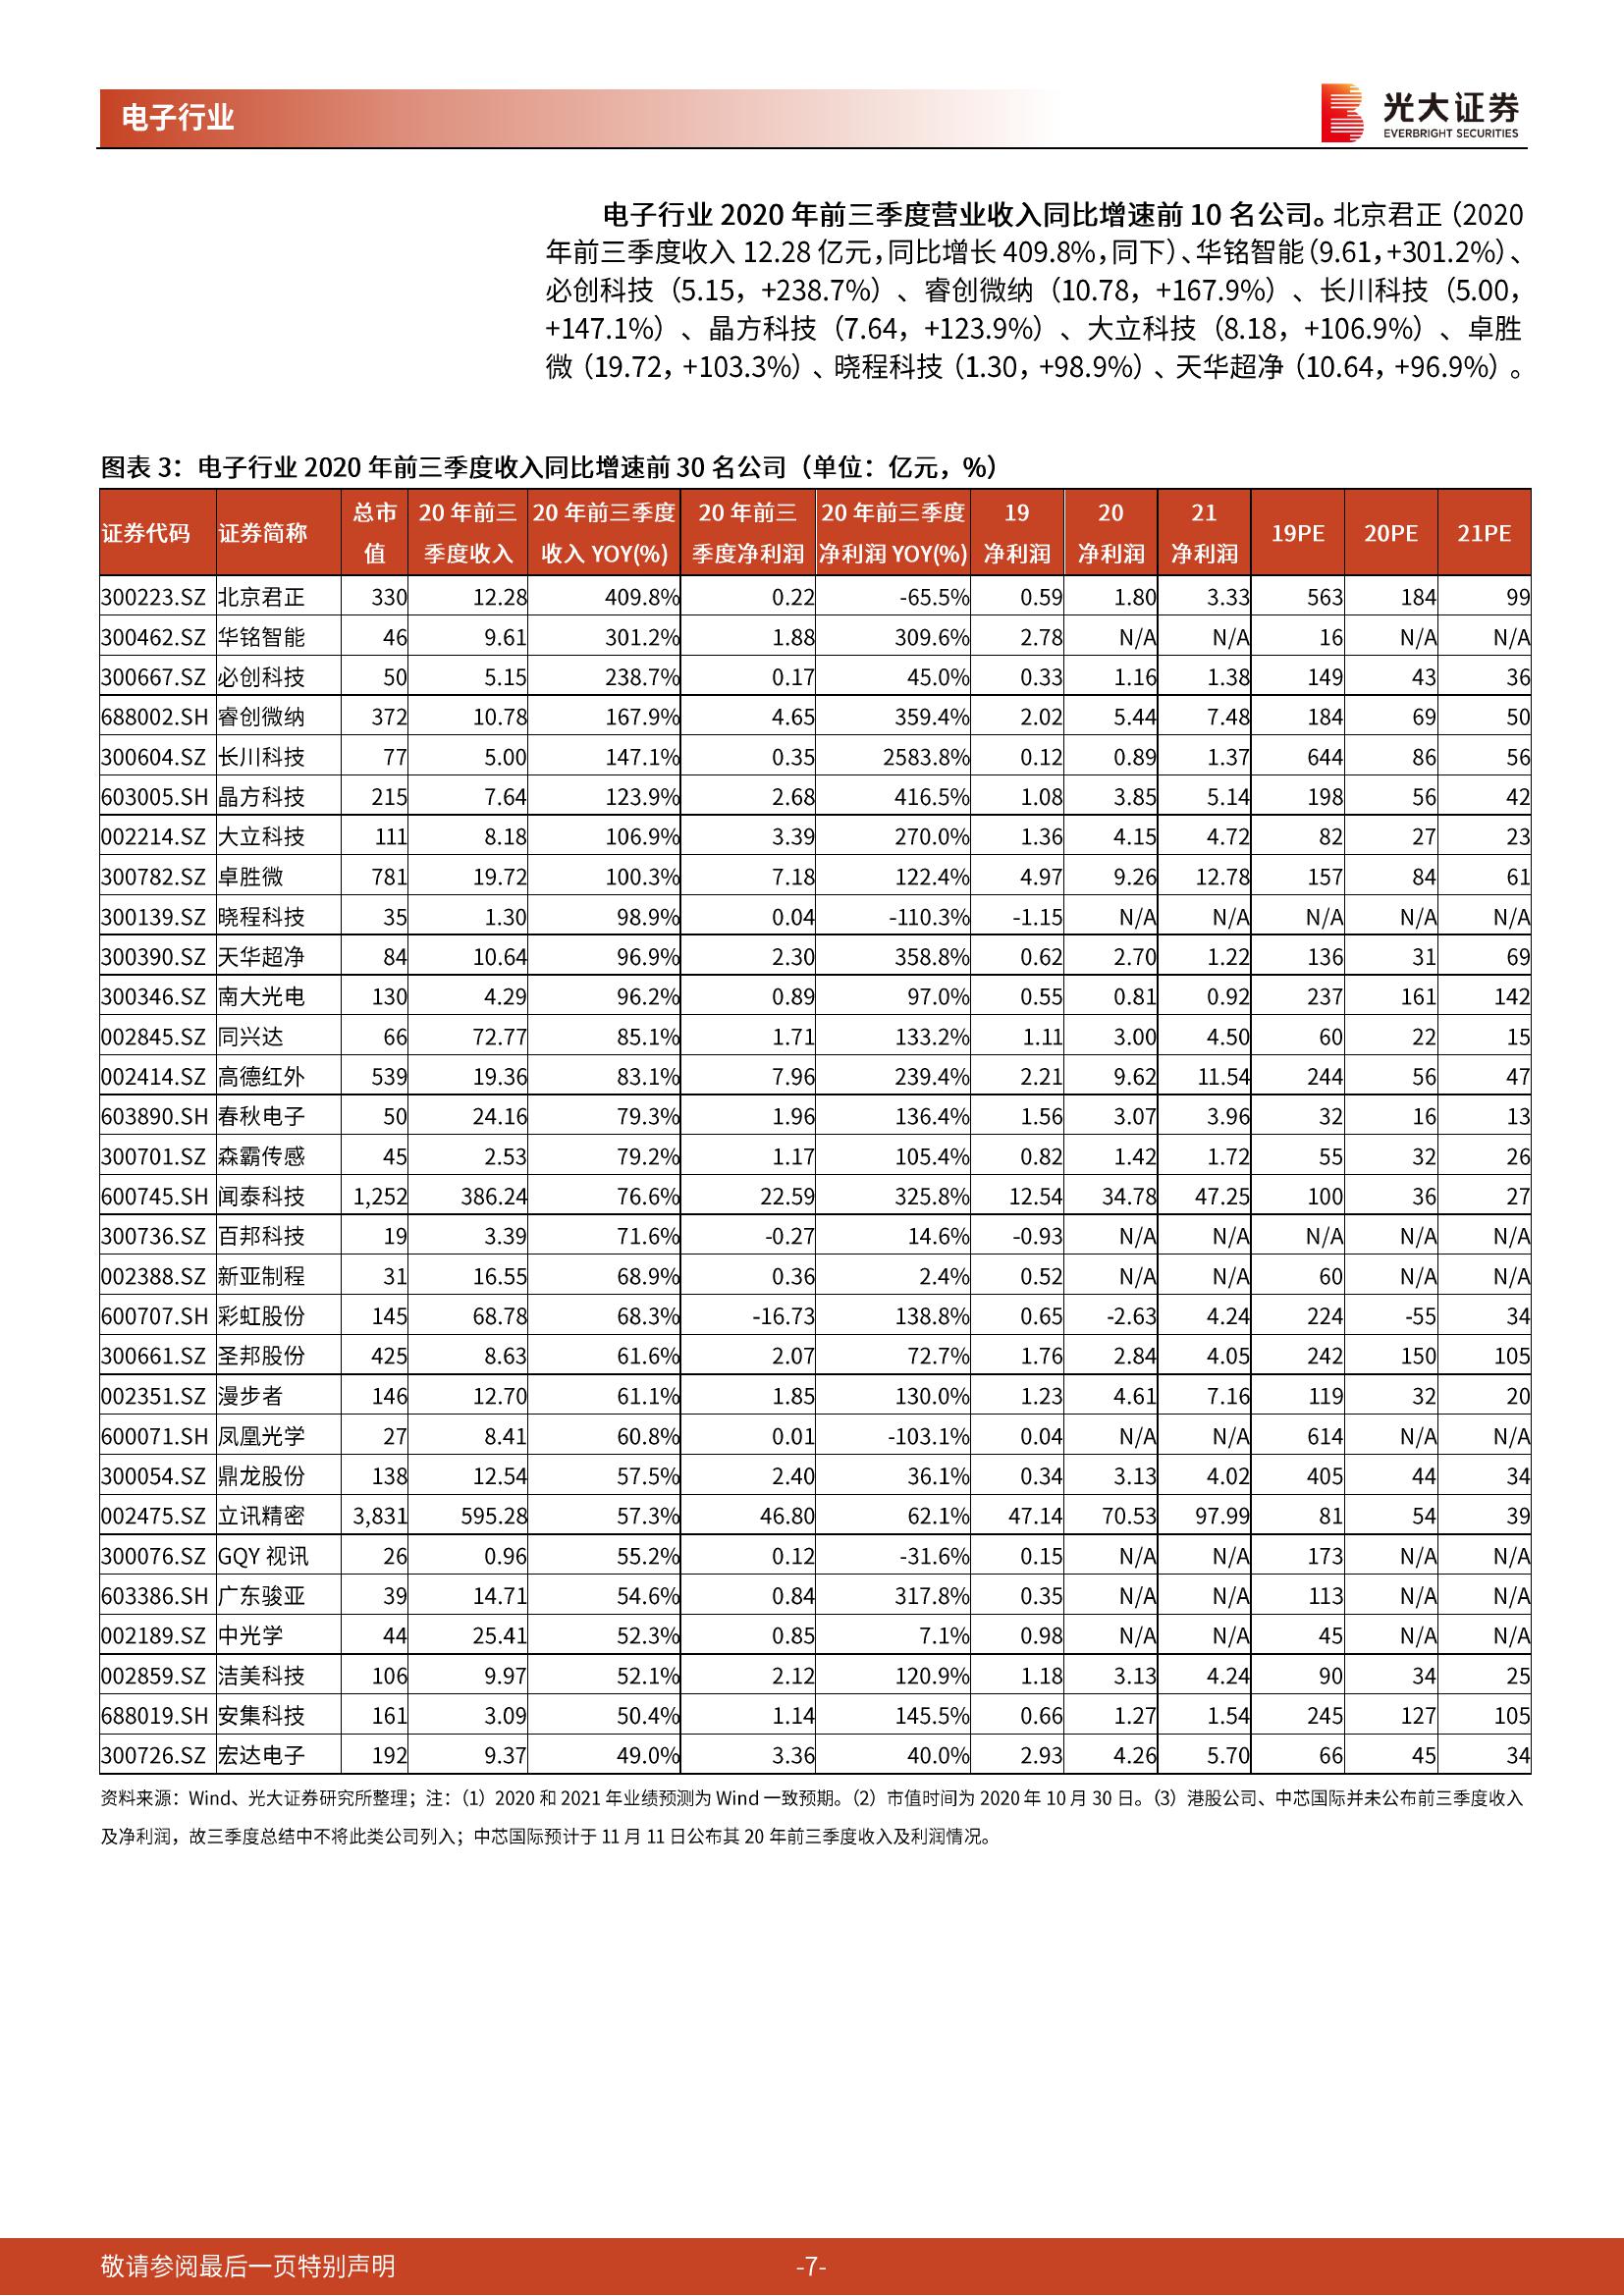 电子行业
光大证券
EVERBRIGHT SECURITIES
电子行业 2020 年前三季度营业收入同比增速前 10 名公司。北京君正（2020
年前三季度收入 12.28 亿元，同比增长 409.8%，同下）、华铭智能（9.61，+301.2%）、
必创科技（5.15，+238.7%）、睿创微纳（10.78，+167.9%）、长川科技（5.00，
+147.1%）、晶方科技（7.64，+123.9%）、大立科技（8.18，+106.9%）、卓胜
微（19.72，+103.3%）、晓程科技（1.30，+98.9%）、天华超净（10.64，+96.9%）。
图表 3：电子行业 2020 年前三季度收入同比增速前 30 名公司（单位：亿元，%）
证券代码 证券简称 总市值 20 年前三季度收入 20 年前三季度收入 YOY(%) 20 年前三季度净利润 20 年前三季度净利润 YOY(%) 19 净利润 20 净利润 21 净利润 19PE 20PE 21PE
300223.SZ 北京君正 330 12.28 409.8% 0.22 -65.5% 0.59 1.80 3.33 563 184 99
300462.SZ 华铭智能 46 9.61 301.2% 1.88 309.6% 2.78 N/A N/A 16 N/A N/A
300667.SZ 必创科技 50 5.15 238.7% 0.17 45.0% 0.33 1.16 1.38 149 43 36
688002.SH 睿创微纳 372 10.78 167.9% 4.65 359.4% 2.02 5.44 7.48 184 69 50
300604.SZ 长川科技 77 5.00 147.1% 0.35 2583.8% 0.12 0.89 1.37 644 86 56
603005.SH 晶方科技 215 7.64 123.9% 2.68 416.5% 1.08 3.85 5.14 198 56 42
002214.SZ 大立科技 111 8.18 106.9% 3.39 270.0% 1.36 4.15 4.72 82 27 23
300782.SZ 卓胜微 781 19.72 100.3% 7.18 122.4% 4.97 9.26 12.78 157 84 61
300139.SZ 晓程科技 35 1.30 98.9% 0.04 -110.3% -1.15 N/A N/A N/A N/A N/A
300390.SZ 天华超净 84 10.64 96.9% 2.30 358.8% 0.62 2.70 1.22 136 31 69
300346.SZ 南大光电 130 4.29 96.2% 0.89 97.0% 0.55 0.81 0.92 237 161 142
002845.SZ 同兴达 66 72.77 85.1% 1.71 133.2% 1.11 3.00 4.50 60 22 15
002414.SZ 高德红外 539 19.36 83.1% 7.96 239.4% 2.21 9.62 11.54 244 56 47
603890.SH 春秋电子 50 24.16 79.3% 1.96 136.4% 1.56 3.07 3.96 32 16 13
300701.SZ 森霸传感 45 2.53 79.2% 1.17 105.4% 0.82 1.42 1.72 55 32 26
600745.SH 闻泰科技 1,252 386.24 76.6% 22.59 325.8% 12.54 34.78 47.25 100 36 27
300736.SZ 百邦科技 19 3.39 71.6% -0.27 14.6% -0.93 N/A N/A N/A N/A N/A
002388.SZ 新亚制程 31 16.55 68.9% 0.36 2.4% 0.52 N/A N/A 60 N/A N/A
600707.SH 彩虹股份 145 68.78 68.3% -16.73 138.8% 0.65 -2.63 4.24 224 -55 34
300661.SZ 圣邦股份 425 8.63 61.6% 2.07 72.7% 1.76 2.84 4.05 242 150 105
002351.SZ 漫步者 146 12.70 61.1% 1.85 130.0% 1.23 4.61 7.16 119 32 20
600071.SH 凤凰光学 27 8.41 60.8% 0.01 -103.1% 0.04 N/A N/A 614 N/A N/A
300054.SZ 鼎龙股份 138 12.54 57.5% 2.40 36.1% 0.34 3.13 4.02 405 44 34
002475.SZ 立讯精密 3,831 595.28 57.3% 46.80 62.1% 47.14 70.53 97.99 81 54 39
300076.SZ GQY 视讯 26 0.96 55.2% 0.12 -31.6% 0.15 N/A N/A 173 N/A N/A
603386.SH 广东骏亚 39 14.71 54.6% 0.84 317.8% 0.35 N/A N/A 113 N/A N/A
002189.SZ 中光学 44 25.41 52.3% 0.85 7.1% 0.98 N/A N/A 45 N/A N/A
002859.SZ 洁美科技 106 9.97 52.1% 2.12 120.9% 1.18 3.13 4.24 90 34 25
688019.SH 安集科技 161 3.09 50.4% 1.14 145.5% 0.66 1.27 1.54 245 127 105
300726.SZ 宏达电子 192 9.37 49.0% 3.36 40.0% 2.93 4.26 5.70 66 45 34
资料来源：Wind、光大证券研究所整理；注：（1）2020 和 2021 年业绩预测为 Wind 一致预期。（2）市值时间为 2020 年 10 月 30 日。（3）港股公司、中芯国际并未公布前三季度收入
及净利润，故三季度总结中不将此类公司列入；中芯国际预计于 11 月 11 日公布其 20 年前三季度收入及利润情况。
敬请参阅最后一页特别声明
-7-